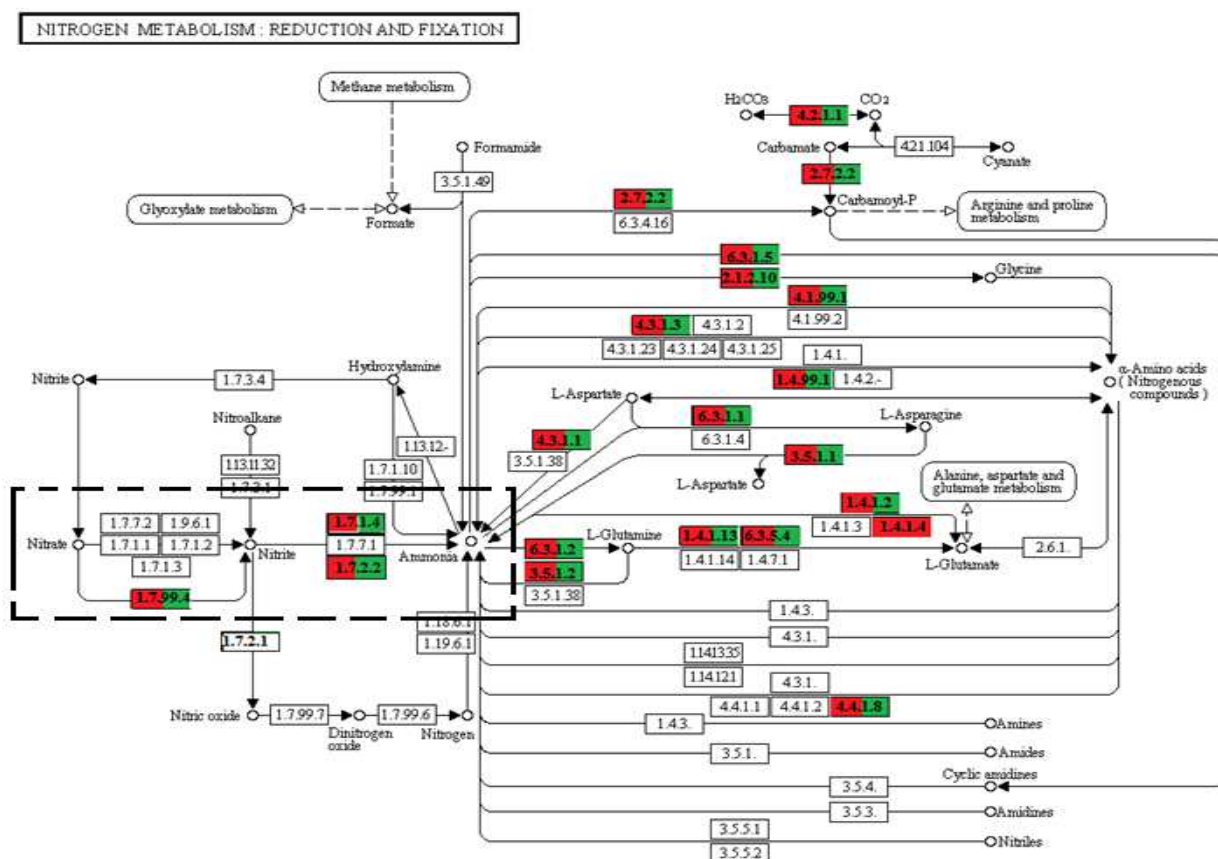 NITROGEN METABOLISM : REDUCTION AND FIXATION
Methane metabolism
H2CO3
CO2
4.2.1.1
Formamide
Carbamate
4.2.1.104
Cyanate
3.5.1.49
2.7.2.2
2.7.2.2
Glyoxylate metabolism
Formate
6.3.4.16
Carbamoyl-P
Arginine and proline
metabolism
6.3.1.5
2.1.2.10
Glycine
4.1.99.1
4.1.99.2
4.3.1.3
4.3.1.2
4.3.1.23
4.3.1.24
4.3.1.25
1.4.1.
1.4.99.1
1.4.2.-
α-Amino acids
( Nitrogenous
compounds )
Nitrite
1.7.3.4
Hydroxylamine
L-Aspartate
Nitroalkane
6.3.1.1
6.3.1.4
L-Asparagine
4.3.1.1
3.5.1.38
1.13.12.-
1.13.11.32
1.7.3.1
1.7.1.10
1.7.99.1
3.5.1.1
L-Aspartate
Alanine, aspartate and
glutamate metabolism
1.4.1.2
1.4.1.3
1.4.1.4
1.7.7.2
1.9.6.1
1.7.1.4
Nitrate
1.7.1.1
1.7.1.2
Nitrite
1.7.7.1
Ammonia
1.7.1.3
1.7.2.2
1.7.99.4
6.3.1.2
L-Glutamine
1.4.1.13
6.3.5.4
3.5.1.2
1.4.1.14
1.4.7.1
3.5.1.38
L-Glutamate
2.6.1.
1.4.3.
1.18.6.1
1.19.6.1
1.7.2.1
4.3.1.
1.14.13.35
1.14.12.1
4.3.1.
4.4.1.1
4.4.1.2
4.4.1.8
Nitric oxide
1.7.99.7
Dinitrogen
oxide
1.7.99.6
Nitrogen
1.4.3.
Amines
3.5.1.
Amides
Cyclic amidines
3.5.4.
3.5.3.
Amidines
3.5.5.1
3.5.5.2
Nitriles